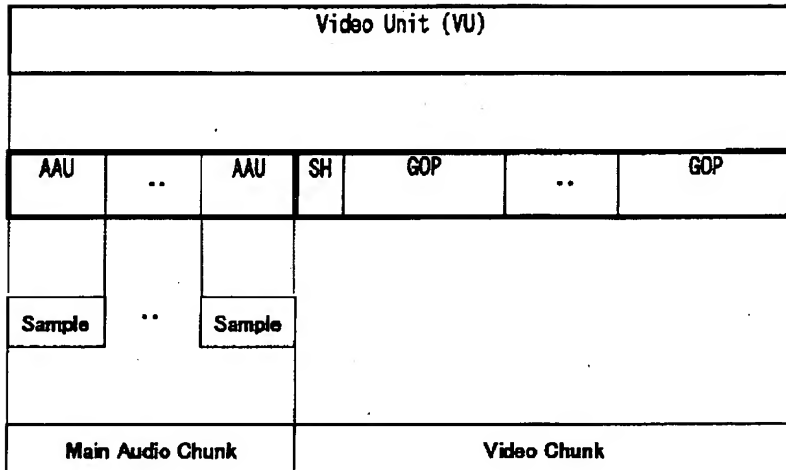 Video Unit (VU)
AAU .. AAU SH GOP .. GOP
Sample .. Sample
Main Audio Chunk Video Chunk